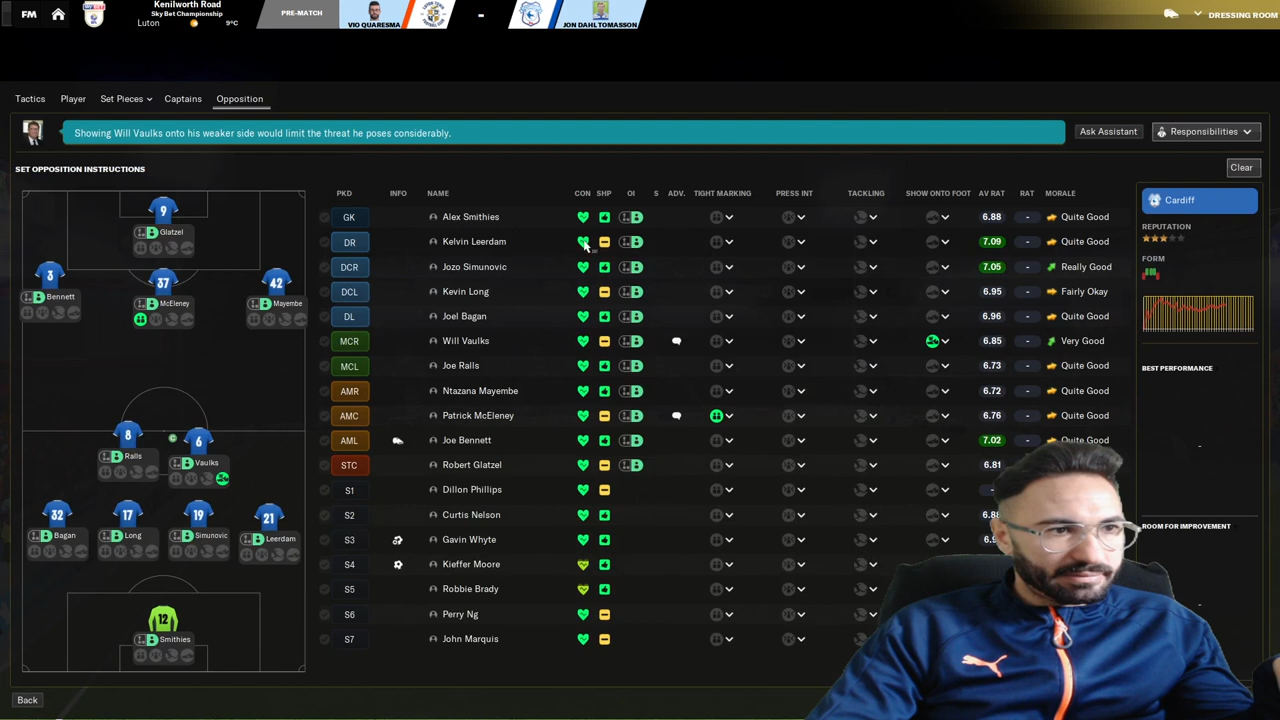 FM
Kenilworth Road
Sky Bet Championship
Luton
9°C
PRE-MATCH
VIO QUARESMA
-
JON DAHL TOMASSON
DRESSING ROOM
Tactics
Player
Set Pieces
Captains
Opposition
Showing Will Vaulks onto his weaker side would limit the threat he poses considerably.
Ask Assistant
Responsibilities
SET OPPOSITION INSTRUCTIONS
Clear
PKD INFO NAME CON SHP OI S ADV. TIGHT MARKING PRESS INT TACKLING SHOW ONTO FOOT AV RAT RAT MORALE
GK Alex Smithies 6.88 - Quite Good
DR Kelvin Leerdam 7.09 - Quite Good
DCR Jozo Simunovic 7.05 - Really Good
DCL Kevin Long 6.95 - Fairly Okay
DL Joel Bagan 6.96 - Quite Good
MCR Will Vaulks 6.85 - Very Good
MCL Joe Ralls 6.73 - Quite Good
AMR Ntazana Mayembe 6.72 - Quite Good
AMC Patrick McEleney 6.76 - Quite Good
AML Joe Bennett 7.02 - Quite Good
STC Robert Glatzel 6.81
S1 Dillon Phillips
S2 Curtis Nelson
S3 Gavin Whyte
S4 Kieffer Moore
S5 Robbie Brady
S6 Perry Ng
S7 John Marquis
9
Glatzel
3
Bennett
37
McEleney
42
Mayembe
8
Ralls
C
6
Vaulks
32
Bagan
17
Long
19
Simunovic
21
Leerdam
12
Smithies
Cardiff
REPUTATION
FORM
BEST PERFORMANCE
-
ROOM FOR IMPROVEMENT
-
Back